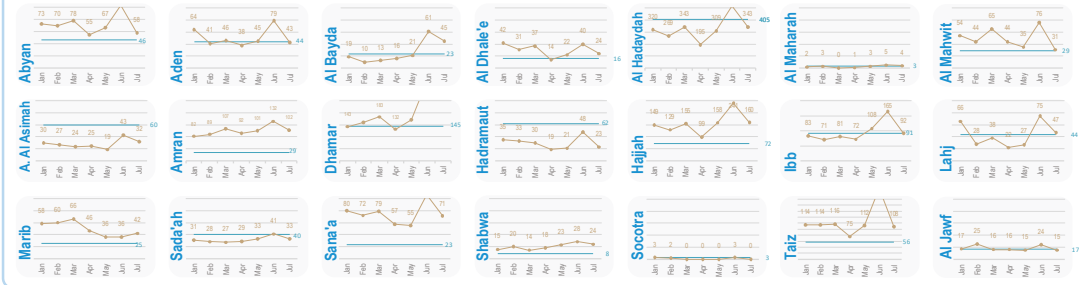 Abyan
73 70 78 55 67 58
46
Jan Feb Mar Apr May Jun Jul
Aden
64 41 46 38 45 79 43
44
Jan Feb Mar Apr May Jun Jul
Al Bayda
19 10 13 16 21 61 45
23
Jan Feb Mar Apr May Jun Jul
Al Dhale'e
42 31 37 14 22 40 24
16
Jan Feb Mar Apr May Jun Jul
Al Hadaydah
343 195 343
405
Jan Feb Mar Apr May Jun Jul
Al Maharah
2 3 0 1 3 5 4
3
Jan Feb Mar Apr May Jun Jul
Al Mahwit
54 44 65 44 76 31
29
Jan Feb Mar Apr May Jun Jul
A. Al Asimah
30 27 24 25 19 43 32
60
Jan Feb Mar Apr May Jun Jul
Amran
Jan Feb Mar Apr May Jun Jul
Dhamar
145
Jan Feb Mar Apr May Jun Jul
Hadramaut
35 33 30 19 21 48 23
62
Jan Feb Mar Apr May Jun Jul
Hajjah
149 129 99 158
72
Jan Feb Mar Apr May Jun Jul
Ibb
83 71 81 72 108 165 92
91
Jan Feb Mar Apr May Jun Jul
Lahj
66 28 38 27 75 47
44
Jan Feb Mar Apr May Jun Jul
Marib
59 60 66 46 36 36 42
25
Jan Feb Mar Apr May Jun Jul
Sada'ah
31 28 27 29 33 41 33
40
Jan Feb Mar Apr May Jun Jul
Sana'a
80 72 79 57 55 71
23
Jan Feb Mar Apr May Jun Jul
Shabwa
15 20 14 18 23 28 24
8
Jan Feb Mar Apr May Jun Jul
Socotra
3 2 0 0 0 3 0
3
Jan Feb Mar Apr May Jun Jul
Taiz
114 114 116 75 112 108
56
Jan Feb Mar Apr May Jun Jul
Al Jawf
17 25 16 16 15 24 15
17
Jan Feb Mar Apr May Jun Jul